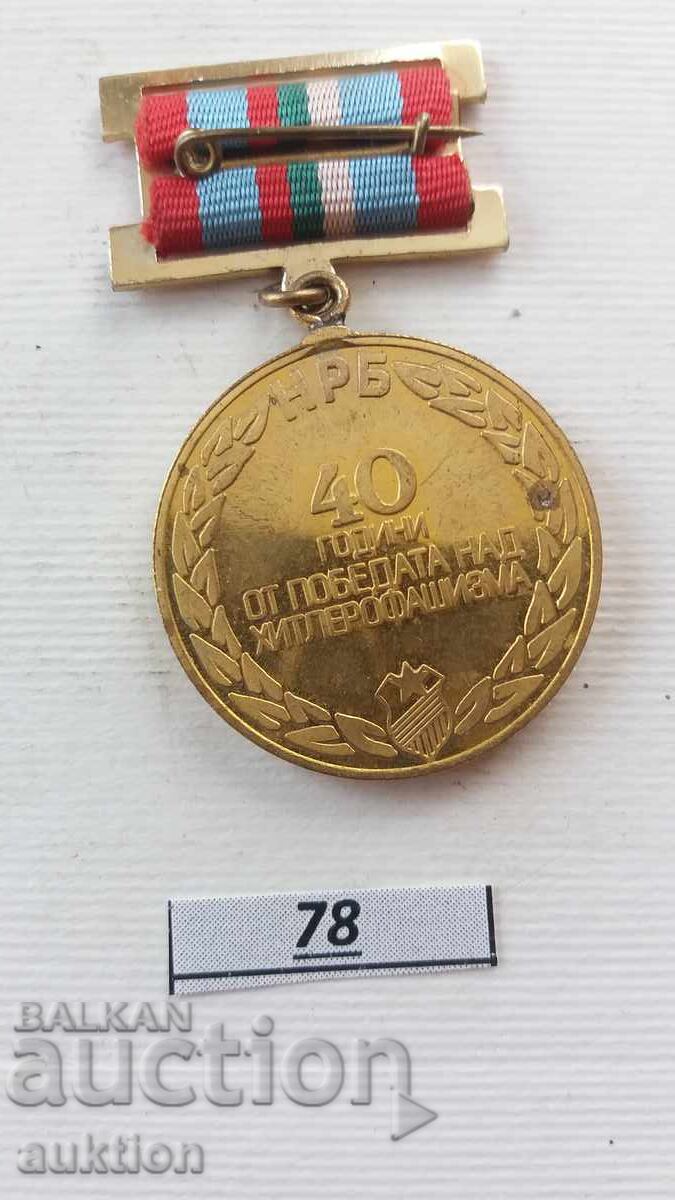 НРБ
40
ГОДИНИ
ОТ ПОБЕДАТА НАД
ХИТЛЕРОФАШИЗМА
78
BALKAN
auction
auktion